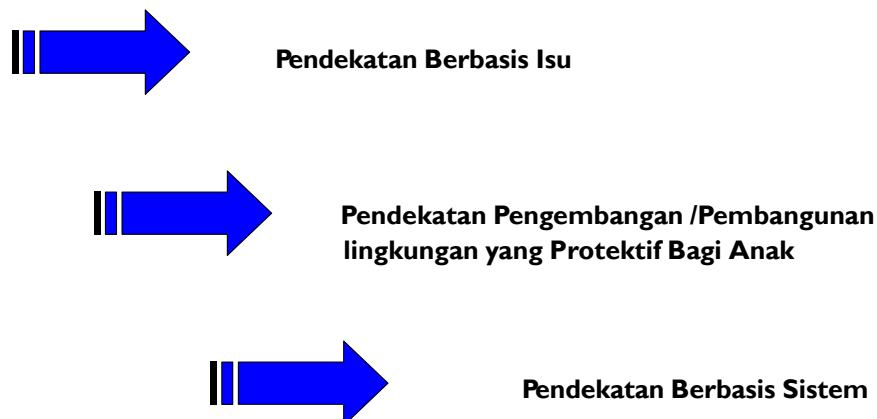 Pendekatan Berbasis Isu
Pendekatan Pengembangan /Pembangunan
lingkungan yang Protektif Bagi Anak
Pendekatan Berbasis Sistem